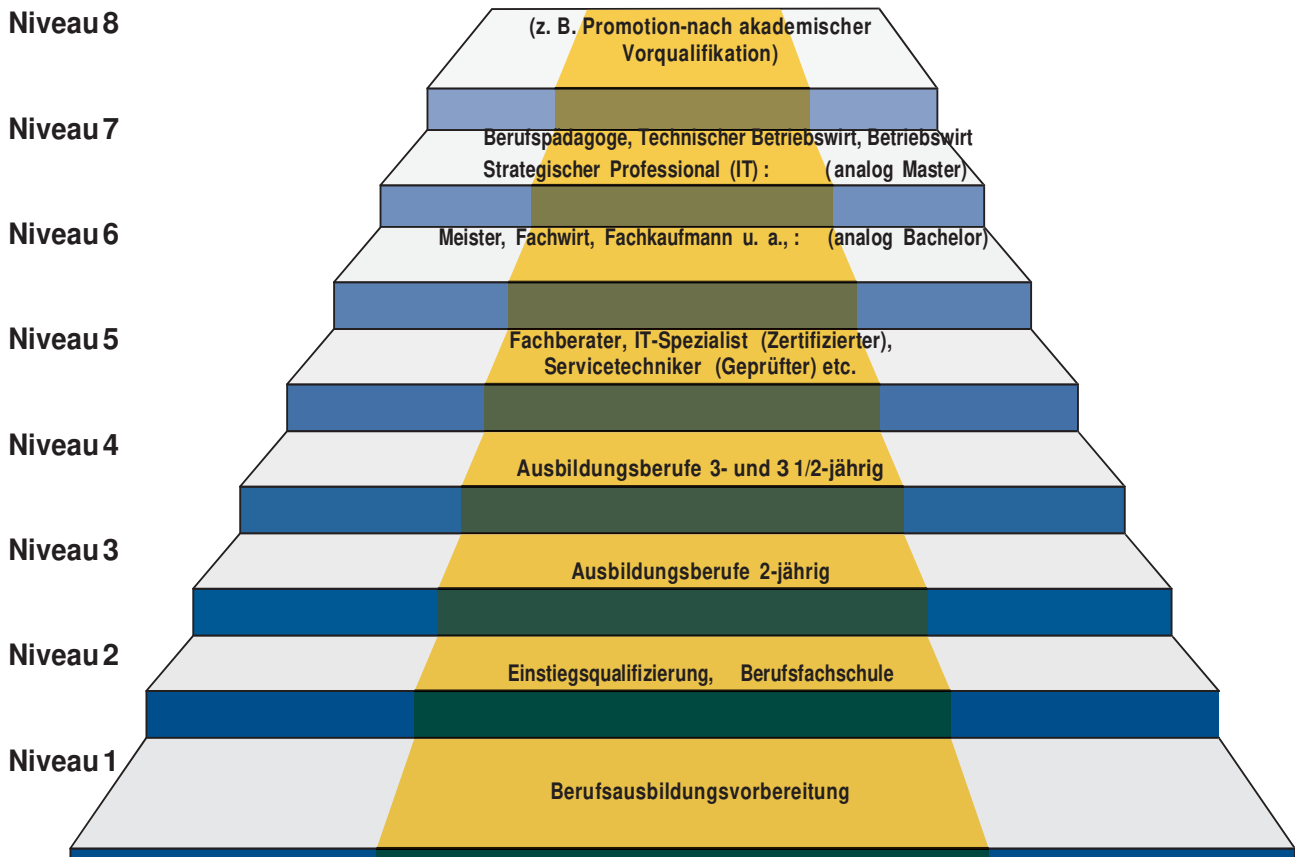 Niveau 8
(z. B. Promotion-nach akademischer
Vorqualifikation)
Niveau 7
Berufspädagoge, Technischer Betriebswirt, Betriebswirt
Strategischer Professional (IT) : ( analog Master)
Niveau 6
Meister, Fachwirt, Fachkaufmann u. a., : (analog Bachelor)
Niveau 5
Fachberater, IT-Spezialist (Zertifizierter),
Servicetechniker (Geprüfter) etc.
Niveau 4
Ausbildungsberufe 3- und 3 1/2-jährig
Niveau 3
Ausbildungsberufe 2-jährig
Niveau 2
Einstiegsqualifizierung, Berufsfachschule
Niveau 1
Berufsausbildungsvorbereitung